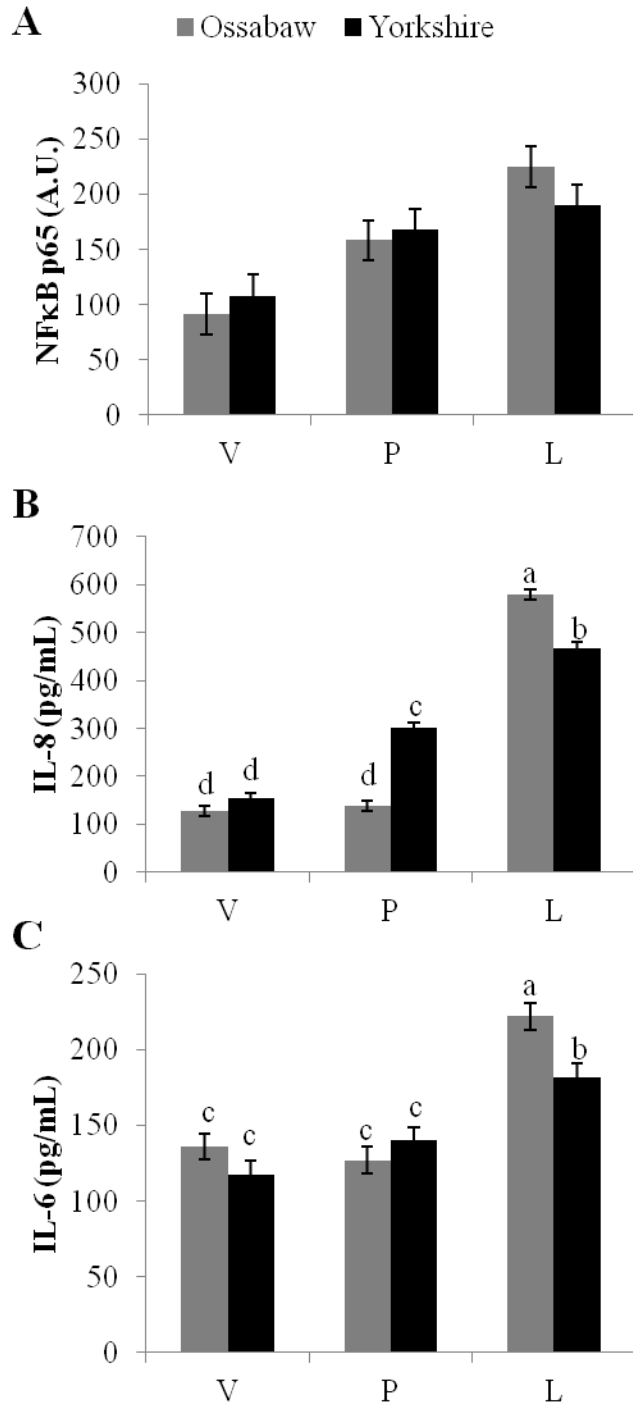 A
Ossabaw Yorkshire
NFκB p65 (A.U.)
300
250
200
150
100
50
0
V P L
B
IL-8 (pg/mL)
700
600
500
400
300
200
100
0
d d d c a b
V P L
C
IL-6 (pg/mL)
250
200
150
100
50
0
c c c c a b
V P L